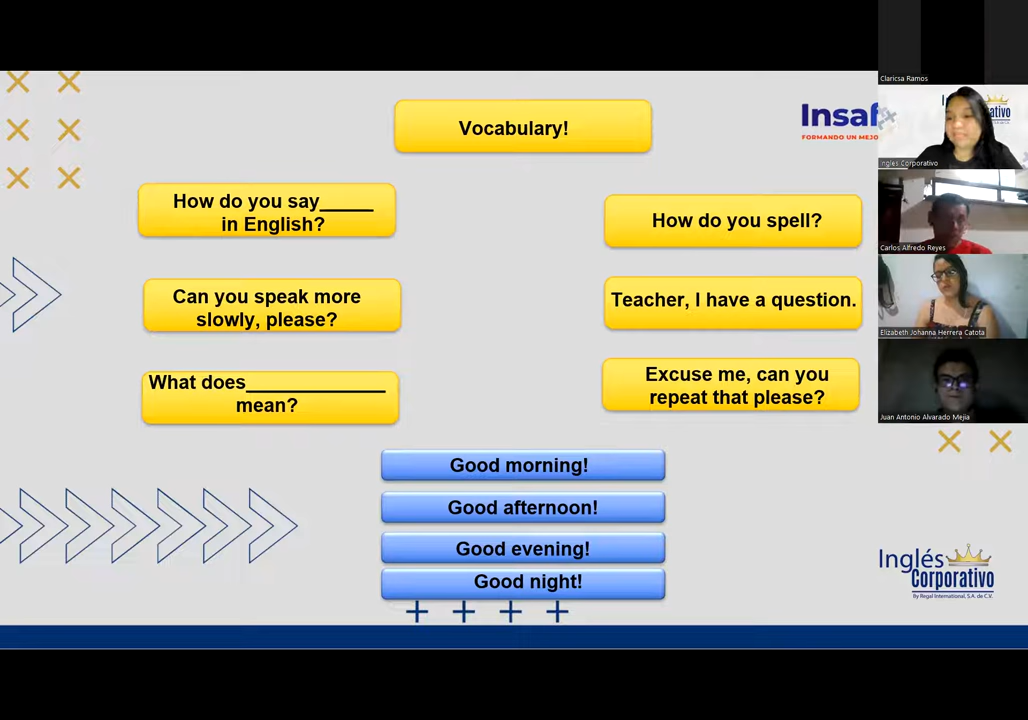 Vocabulary!
Insaf
FORMANDO UN MEJO
How do you say_____
in English?
How do you spell?
Can you speak more
slowly, please?
Teacher, I have a question.
What does______________
mean?
Excuse me, can you
repeat that please?
Good morning!
Good afternoon!
Good evening!
Good night!
Inglés
Corporativo
By Regal International, S.A. de C.V.
Claricsa Ramos
Ingles Corporativo
Carlos Alfredo Reyes
Elizabeth Johanna Herrera Catota
Juan Antonio Alvarado Mejia